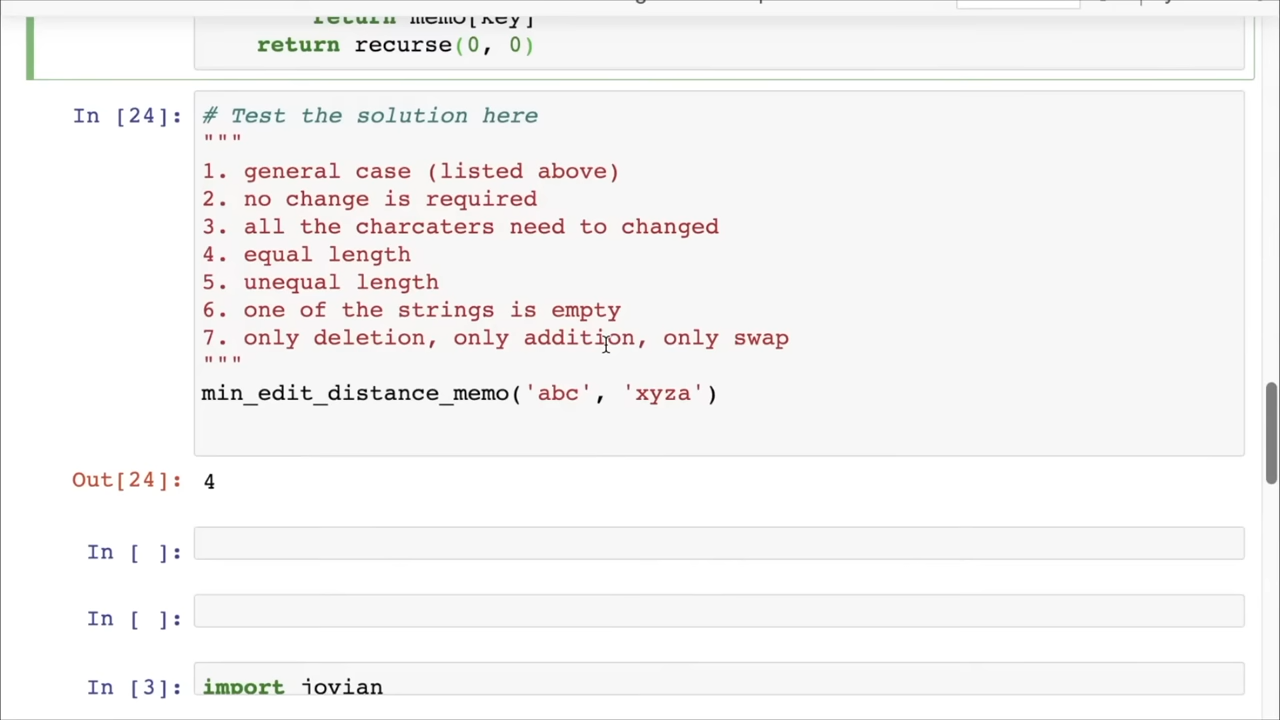 return memo[key]
return recurse(0, 0)
In [24]:
# Test the solution here
"""
1. general case (listed above)
2. no change is required
3. all the charcaters need to changed
4. equal length
5. unequal length
6. one of the strings is empty
7. only deletion, only addition, only swap
"""
min_edit_distance_memo('abc', 'xyza')
Out[24]: 4
In [ ]:
In [ ]:
In [3]: import jovian